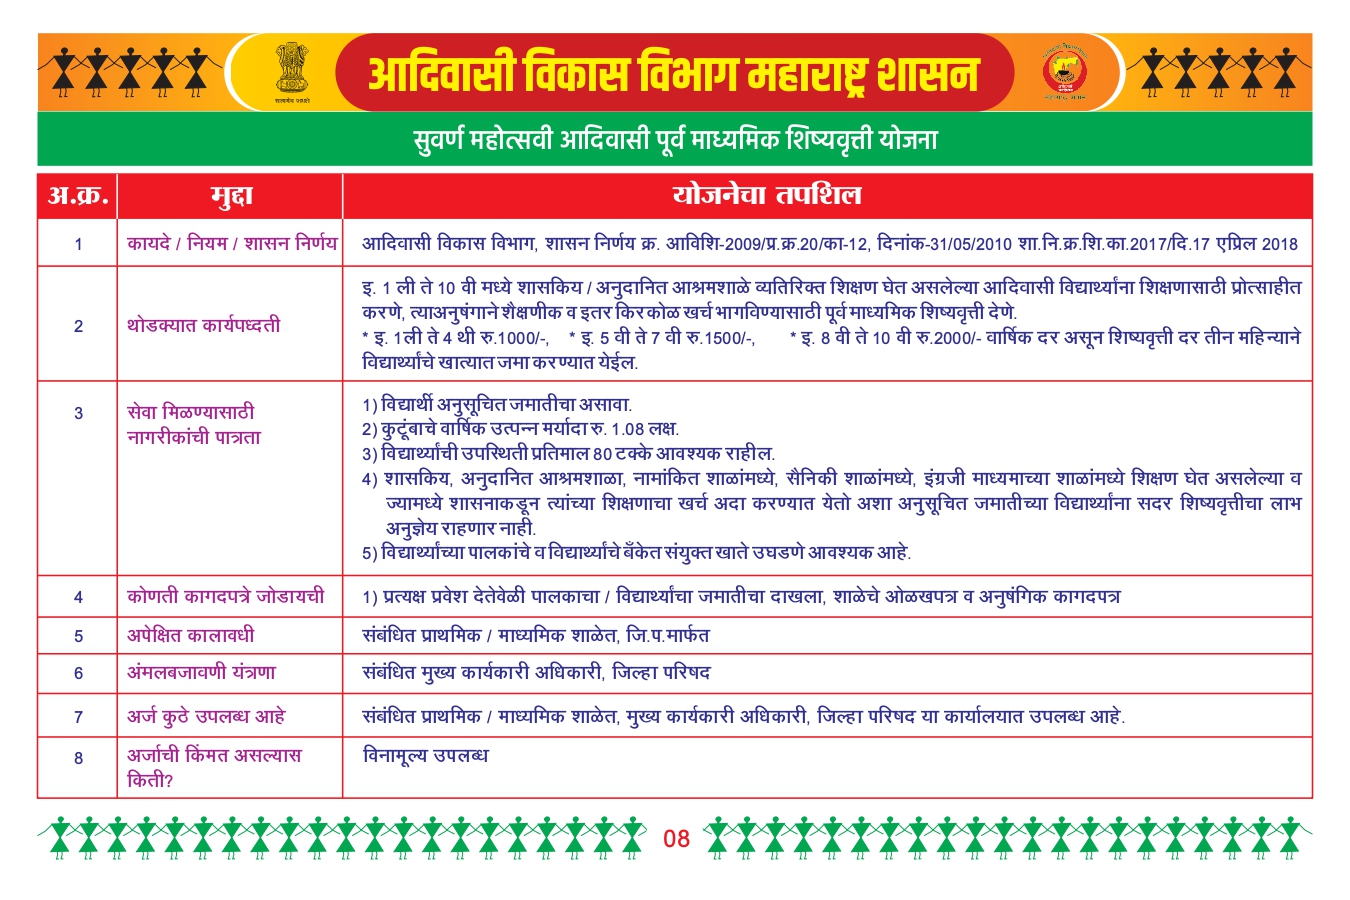 सत्यमेव जयते
आदिवासी विकास विभाग महाराष्ट्र शासन
सुवर्ण महोत्सवी आदिवासी पूर्व माध्यमिक शिष्यवृत्ती योजना
अ.क्र. मुद्दा योजनेचा तपशिल
1 कायदे / नियम / शासन निर्णय आदिवासी विकास विभाग, शासन निर्णय क्र. आविशि-2009/प्र.क्र.20/का-12, दिनांक-31/05/2010 शा.नि.क्र.शि.का.2017/दि.17 एप्रिल 2018
2 थोडक्यात कार्यपध्दती
इ. 1 ली ते 10 वी मध्ये शासकिय / अनुदानित आश्रमशाळे व्यतिरिक्त शिक्षण घेत असलेल्या आदिवासी विद्यार्थ्यांना शिक्षणासाठी प्रोत्साहीत
करणे, त्याअनुषंगाने शैक्षणीक व इतर किरकोळ खर्च भागविण्यासाठी पूर्व माध्यमिक शिष्यवृत्ती देणे.
* इ. 1ली ते 4 थी रु.1000/-, * इ. 5 वी ते 7 वी रु.1500/-, * इ. 8 वी ते 10 वी रु.2000/- वार्षिक दर असून शिष्यवृत्ती दर तीन महिन्याने
विद्यार्थ्यांचे खात्यात जमा करण्यात येईल.
3 सेवा मिळण्यासाठी
नागरीकांची पात्रता
1) विद्यार्थी अनुसूचित जमातीचा असावा.
2) कुटूंबाचे वार्षिक उत्पन्न मर्यादा रु. 1.08 लक्ष.
3) विद्यार्थ्यांची उपस्थिती प्रतिमाल 80 टक्के आवश्यक राहील.
4) शासकिय, अनुदानित आश्रमशाळा, नामांकित शाळांमध्ये, सैनिकी शाळांमध्ये, इंग्रजी माध्यमाच्या शाळांमध्ये शिक्षण घेत असलेल्या व
ज्यामध्ये शासनाकडून त्यांच्या शिक्षणाचा खर्च अदा करण्यात येतो अशा अनुसूचित जमातीच्या विद्यार्थ्यांना सदर शिष्यवृत्तीचा लाभ
अनुज्ञेय राहणार नाही.
5) विद्यार्थ्यांच्या पालकांचे व विद्यार्थ्यांचे बँकेत संयुक्त खाते उघडणे आवश्यक आहे.
4 कोणती कागदपत्रे जोडायची 1) प्रत्यक्ष प्रवेश देतेवेळी पालकाचा / विद्यार्थ्यांचा जमातीचा दाखला, शाळेचे ओळखपत्र व अनुषंगिक कागदपत्र
5 अपेक्षित कालावधी संबंधित प्राथमिक / माध्यमिक शाळेत, जि.प.मार्फत
6 अंमलबजावणी यंत्रणा संबंधित मुख्य कार्यकारी अधिकारी, जिल्हा परिषद
7 अर्ज कुठे उपलब्ध आहे संबंधित प्राथमिक / माध्यमिक शाळेत, मुख्य कार्यकारी अधिकारी, जिल्हा परिषद या कार्यालयात उपलब्ध आहे.
8 अर्जाची किंमत असल्यास विनामूल्य उपलब्ध
किती?
08